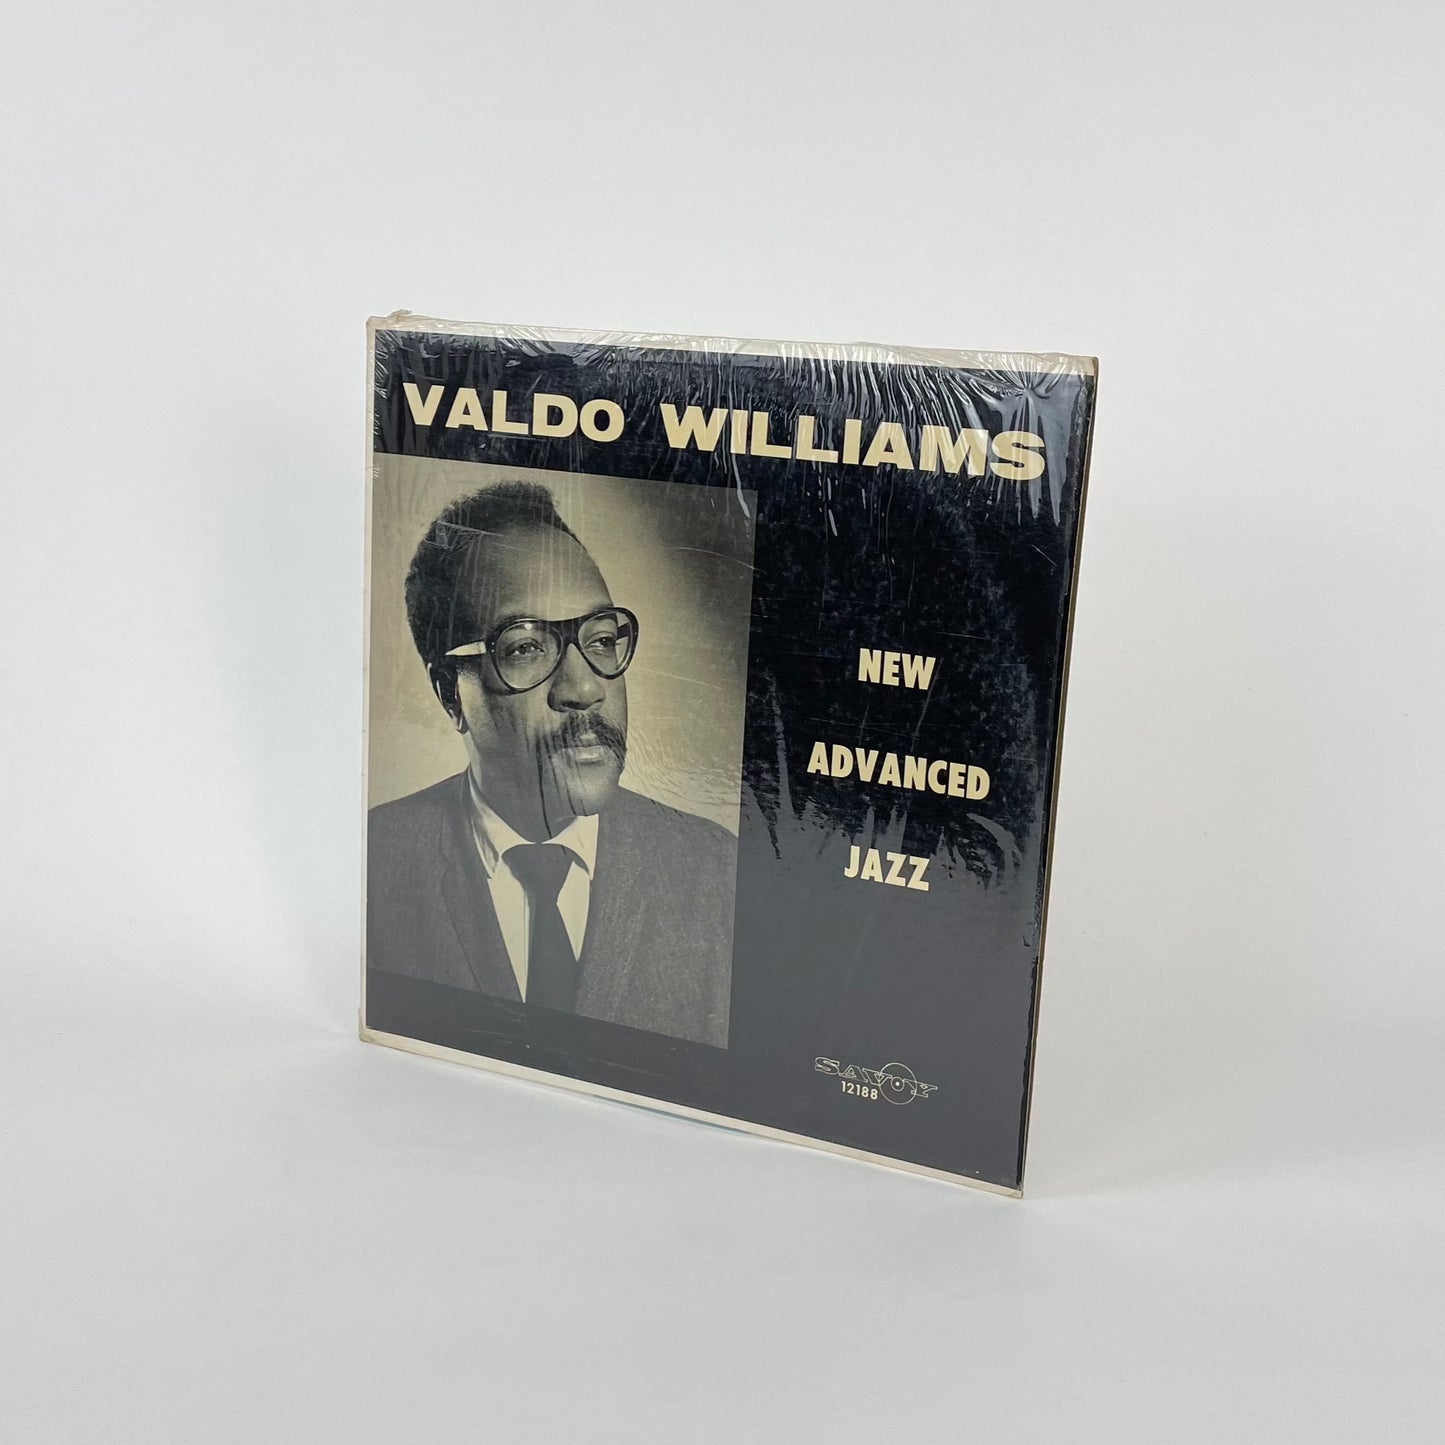 VALDO WILLIAMS
NEW
ADVANCED
JAZZ
SAVOY
12188